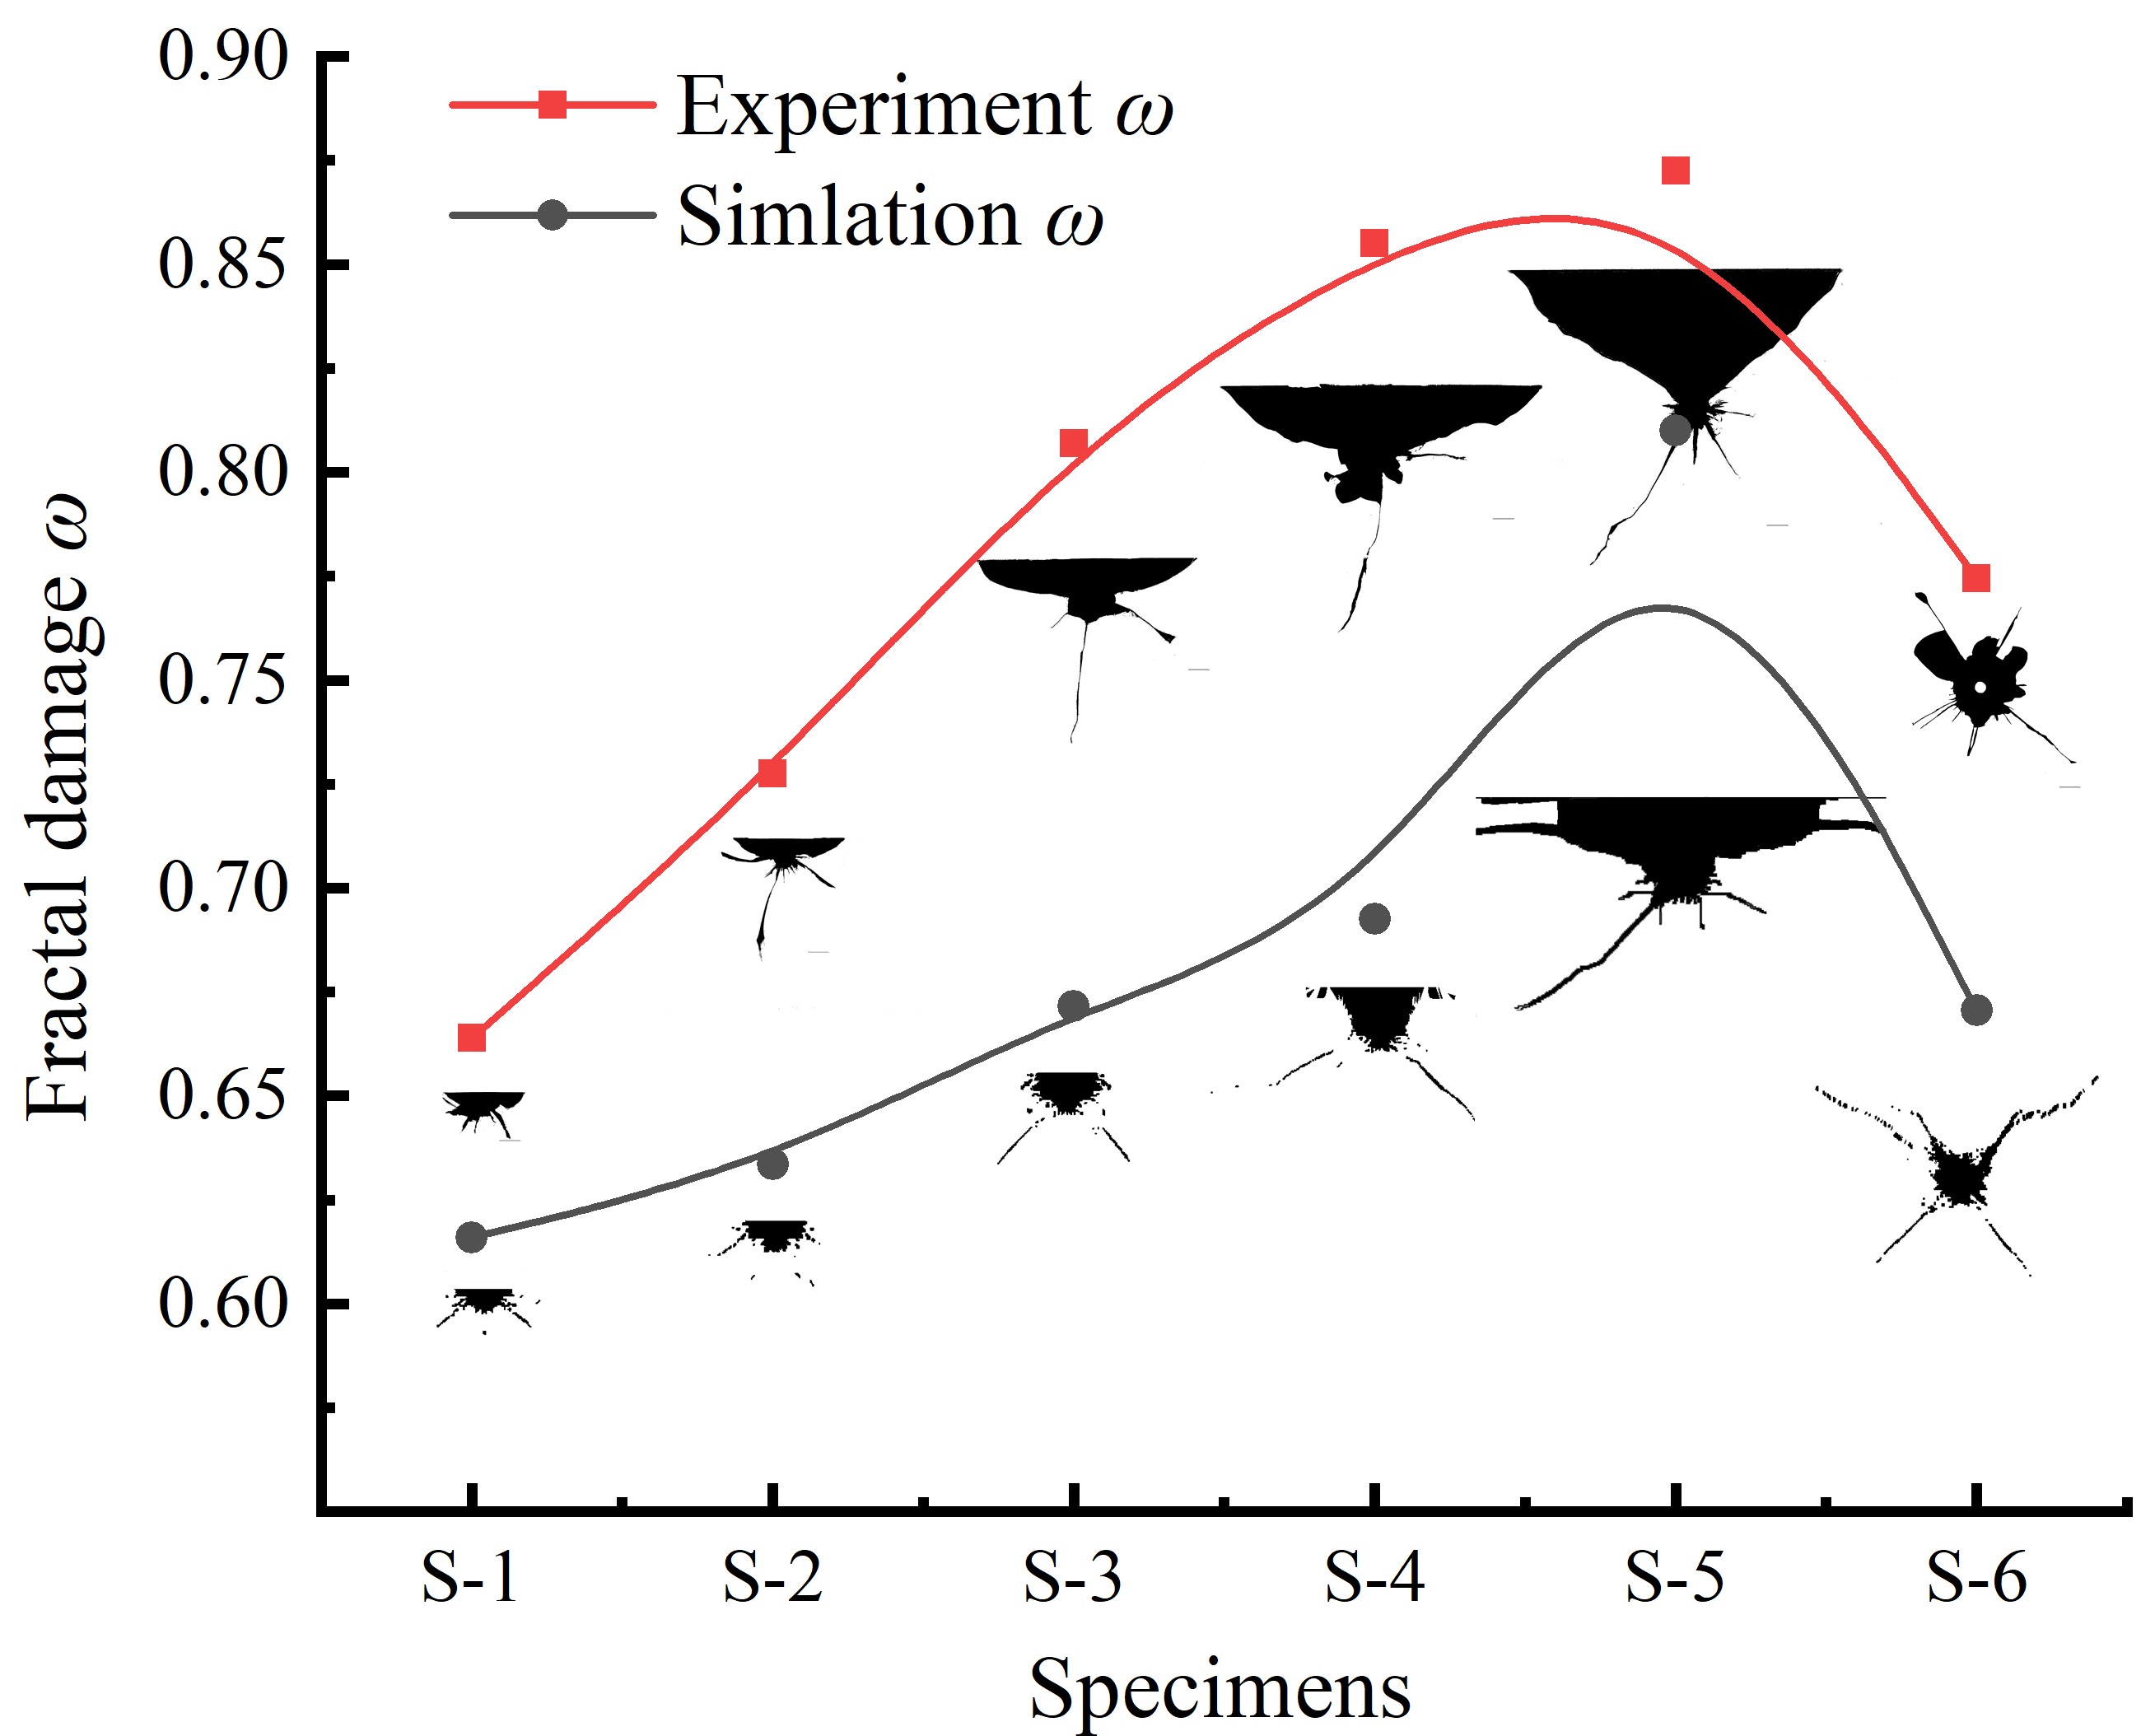 Experiment ω
Simlation ω
Fractal damage ω
0.90
0.85
0.80
0.75
0.70
0.65
0.60
S-1 S-2 S-3 S-4 S-5 S-6
Specimens